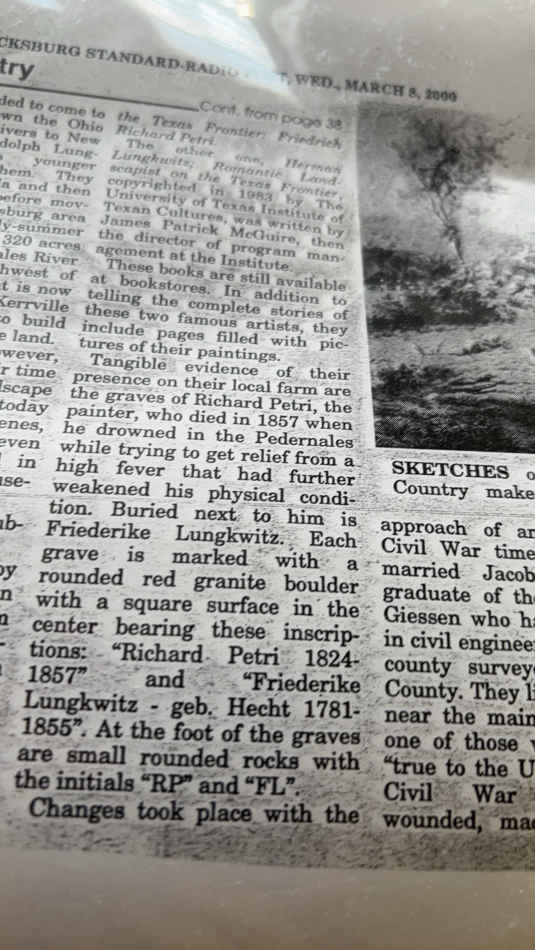 CKSBURG STANDARD-RADIO POST, WED., MARCH 8, 2000
try
Cont. from page 38
ded to come to
wn the Ohio
ivers to New
dolph Lung-
younger
hem. They
a and then
before mov-
sburg area
ly-summer
320 acres
ales River
hwest of
t is now
Kerrville
to build
e land.
owever,
r time
dscape
today
enes,
even
in
use-
ub-
by
n
n
the Texas Frontier: Friedrich
Richard Petri.
The other one, Herman
Lungkwitz: Romantic Land-
scapist on the Texas Frontier,
copyrighted in 1983 by The
University of Texas Institute of
Texan Cultures, was written by
James Patrick McGuire, then
the director of program man-
agement at the Institute.
These books are still available
at bookstores. In addition to
telling the complete stories of
these two famous artists, they
include pages filled with pic-
tures of their paintings.
Tangible evidence of their
presence on their local farm are
the graves of Richard Petri, the
painter, who died in 1857 when
he drowned in the Pedernales
while trying to get relief from a
high fever that had further
weakened his physical condi-
tion. Buried next to him is
Friederike Lungkwitz. Each
grave is marked with a
rounded red granite boulder
with a square surface in the
center bearing these inscrip-
tions: “Richard Petri 1824-
1857” and “Friederike
Lungkwitz - geb. Hecht 1781-
1855”. At the foot of the graves
are small rounded rocks with
the initials “RP” and “FL”.
Changes took place with the
SKETCHES o
Country make
approach of an
Civil War time
married Jacob
graduate of the
Giessen who ha
in civil enginee
county survey
County. They li
near the main
one of those
“true to the U
Civil War
wounded, mad